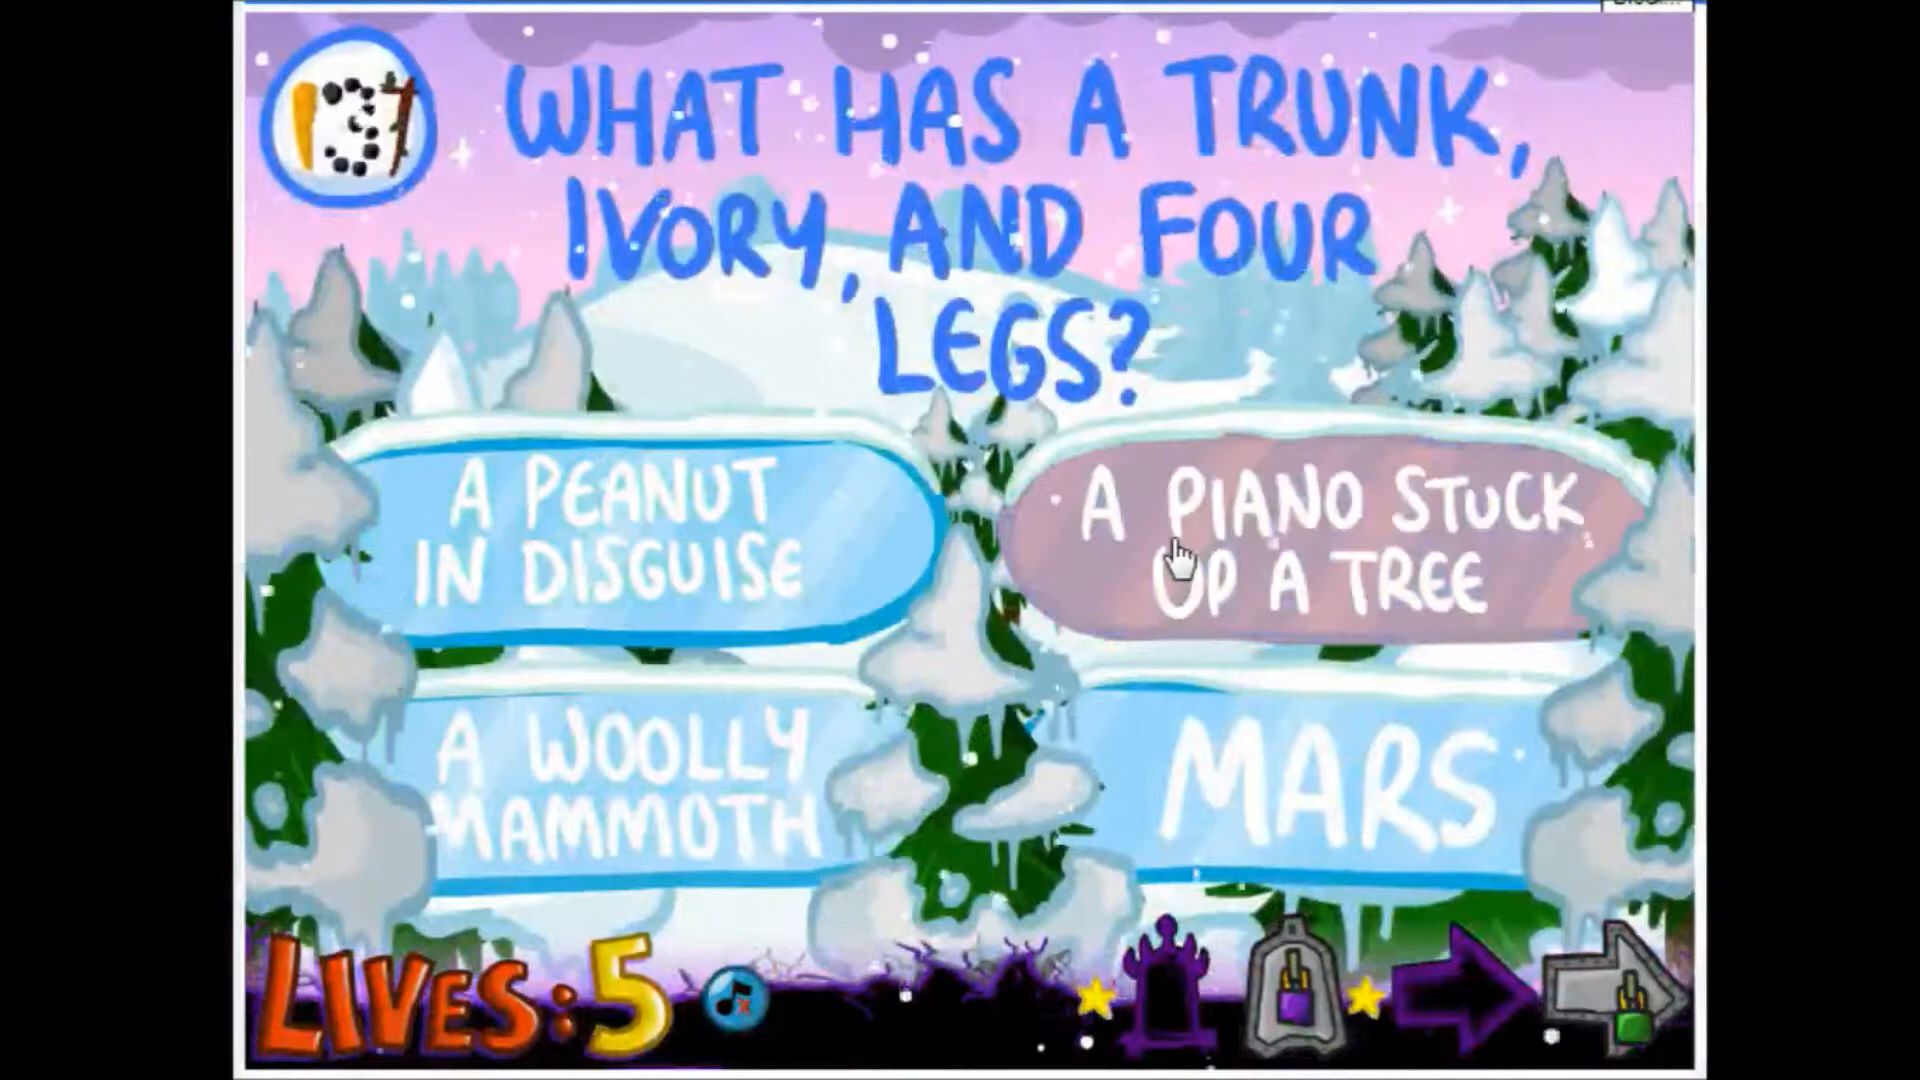 WHAT HAS A TRUNK,
IVORY, AND FOUR
LEGS?
A PEANUT
IN DISGUISE
A PIANO STUCK
UP A TREE
A WOOLLY
MAMMOTH
MARS
LIVES: 5